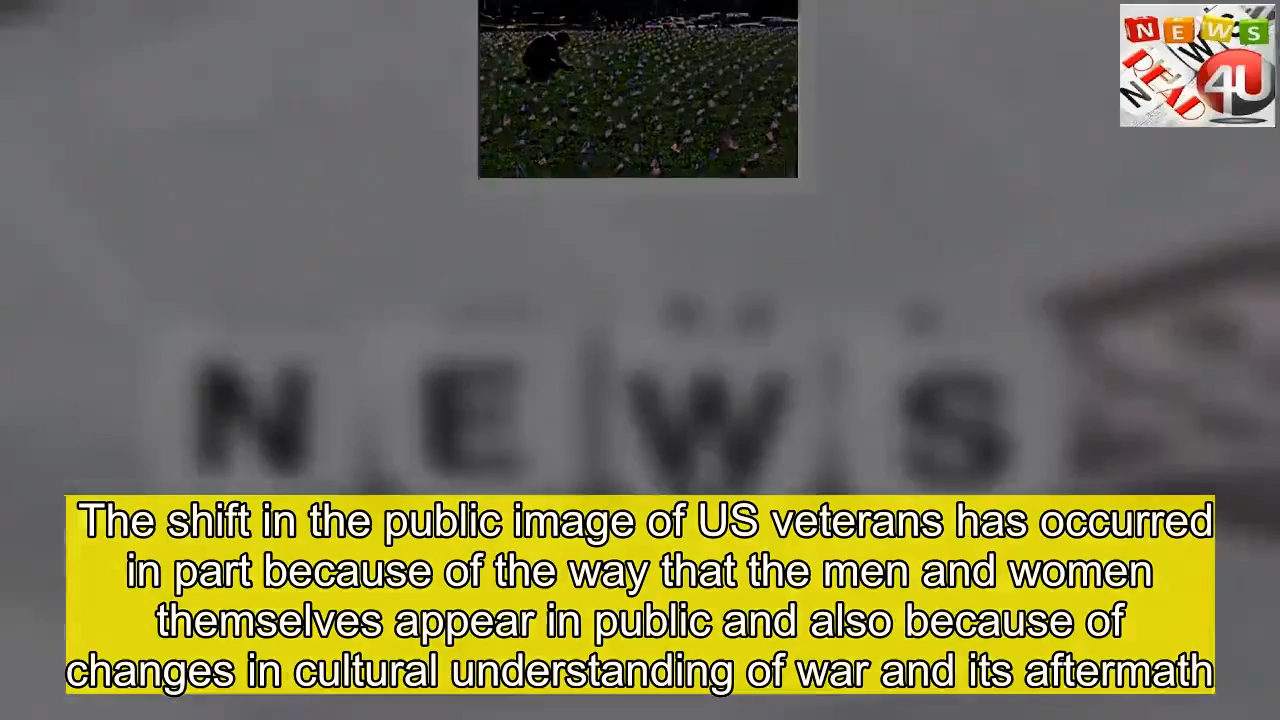 NEWS
READ
W
N
4U
NEWS
The shift in the public image of US veterans has occurred
in part because of the way that the men and women
themselves appear in public and also because of
changes in cultural understanding of war and its aftermath